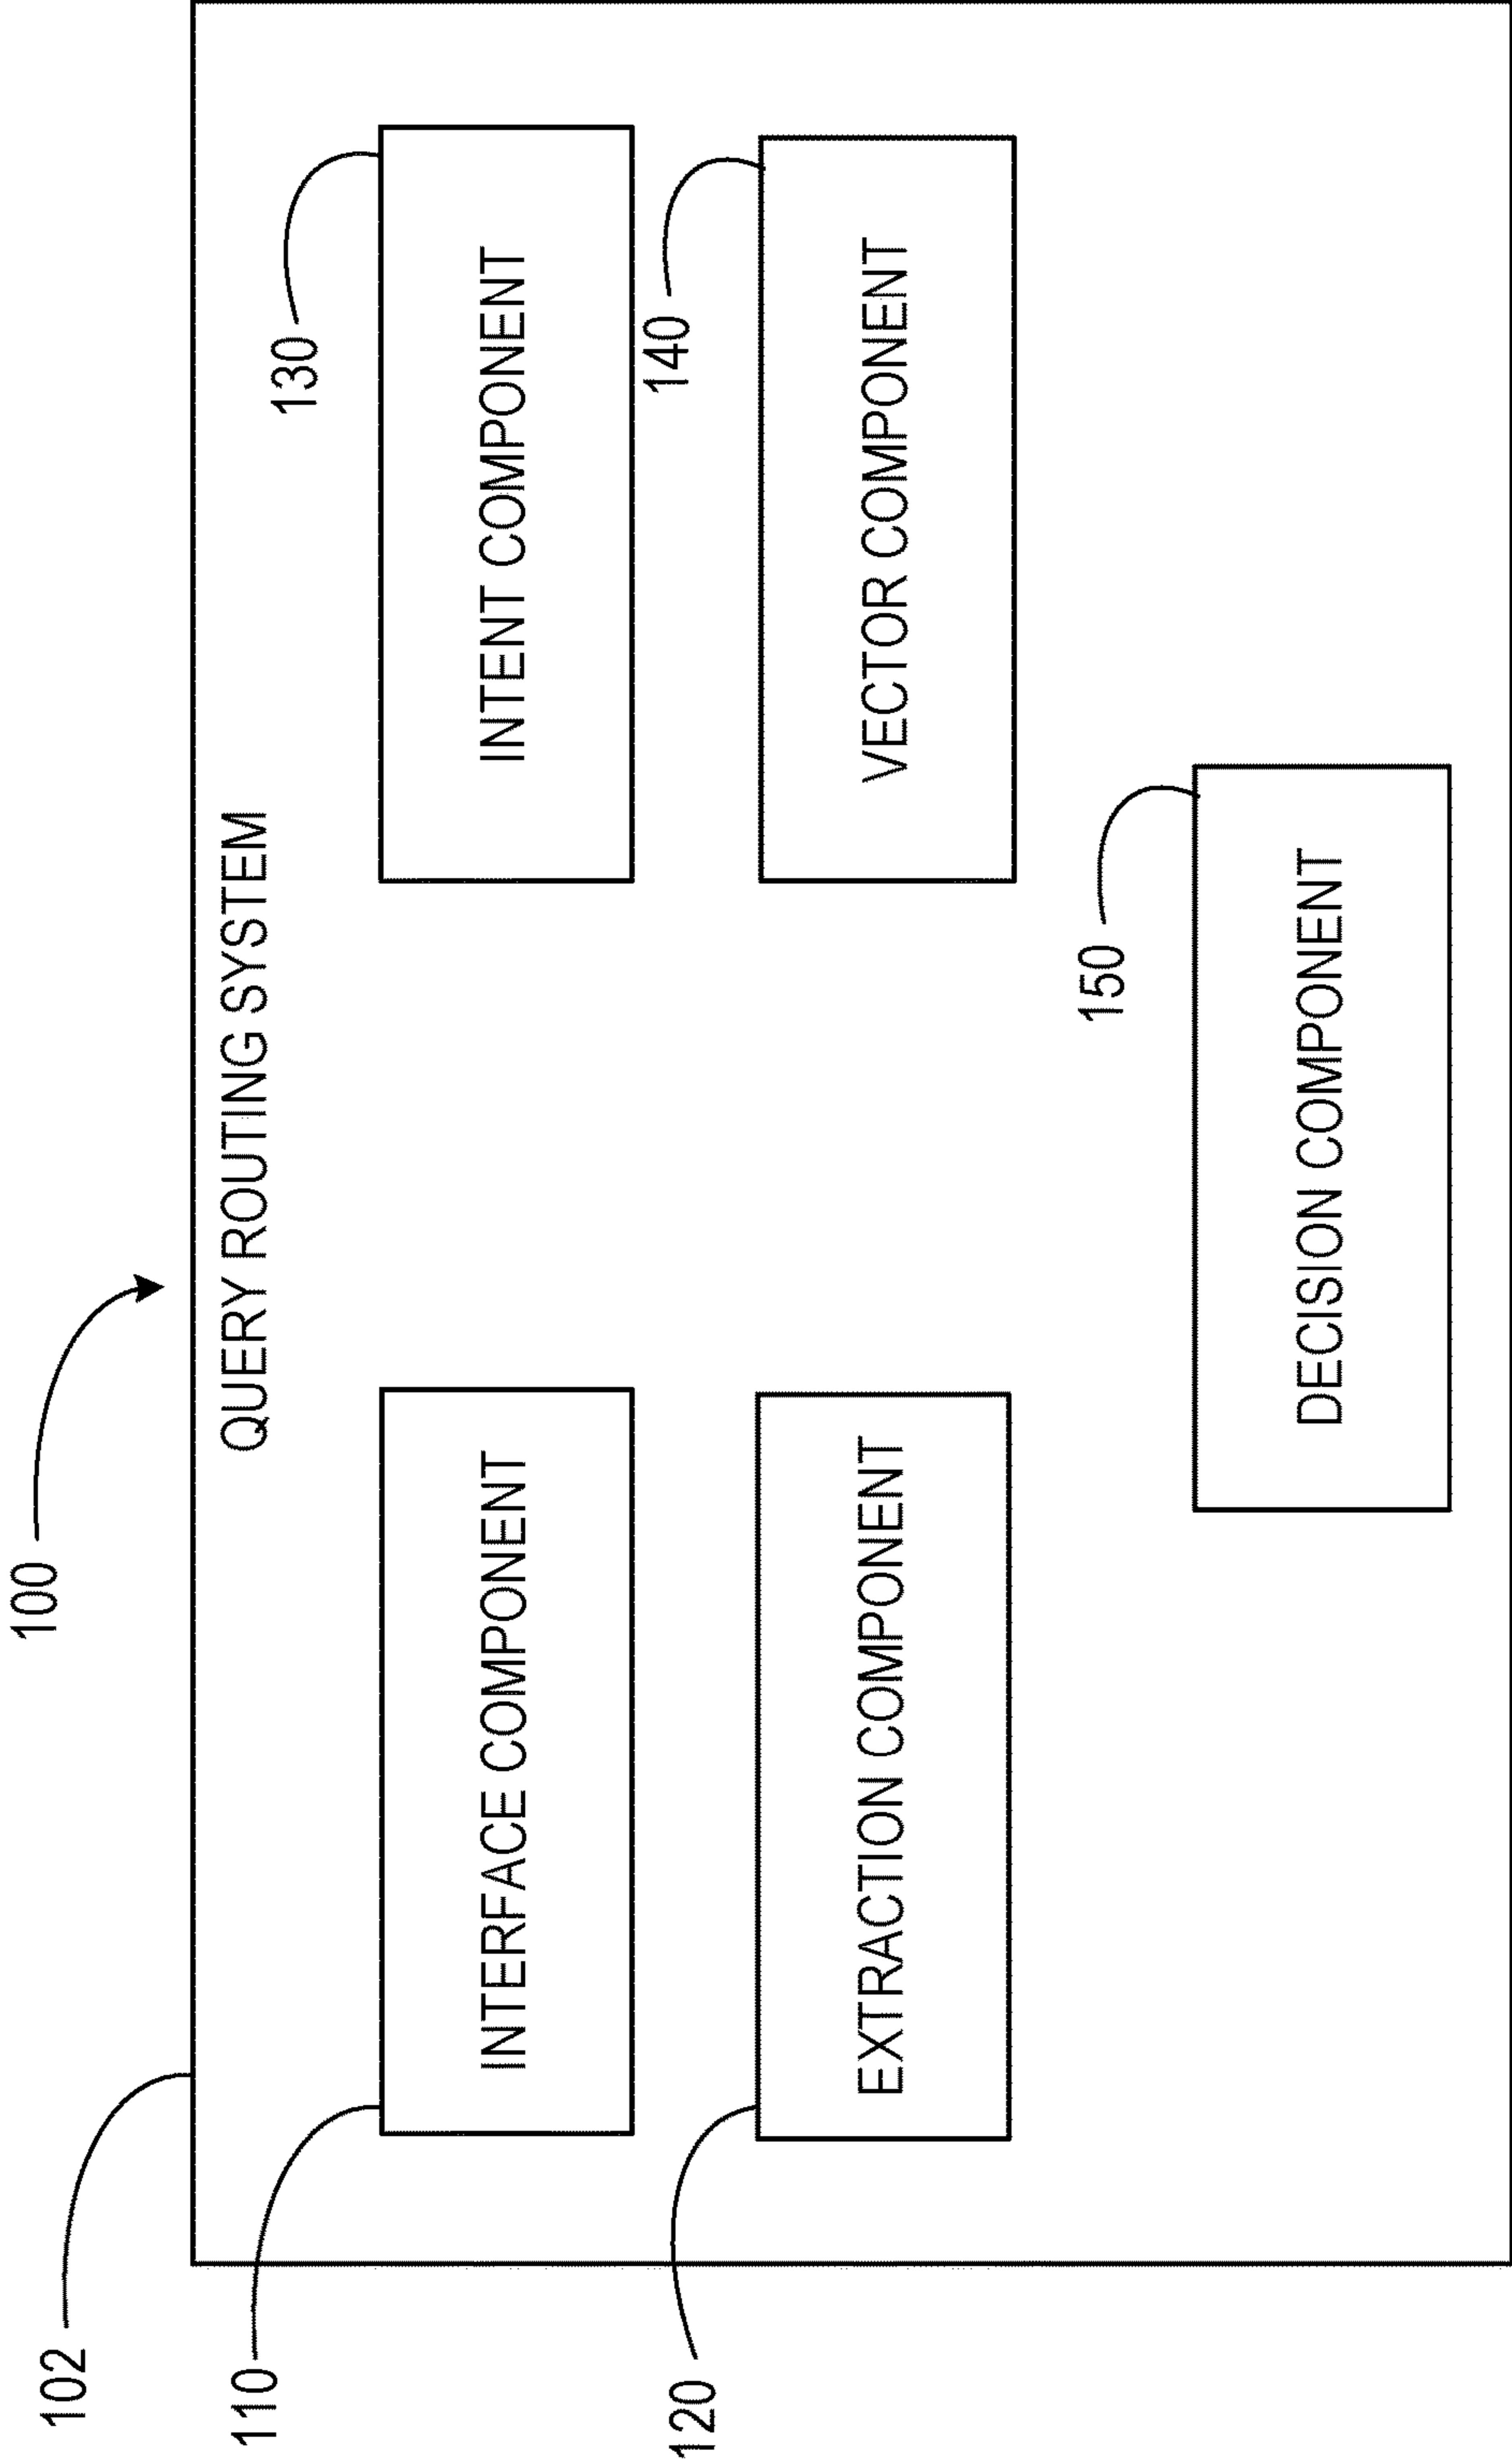 100
102
QUERY ROUTING SYSTEM
110
INTERFACE COMPONENT
130
INTENT COMPONENT
120
EXTRACTION COMPONENT
140
VECTOR COMPONENT
150
DECISION COMPONENT